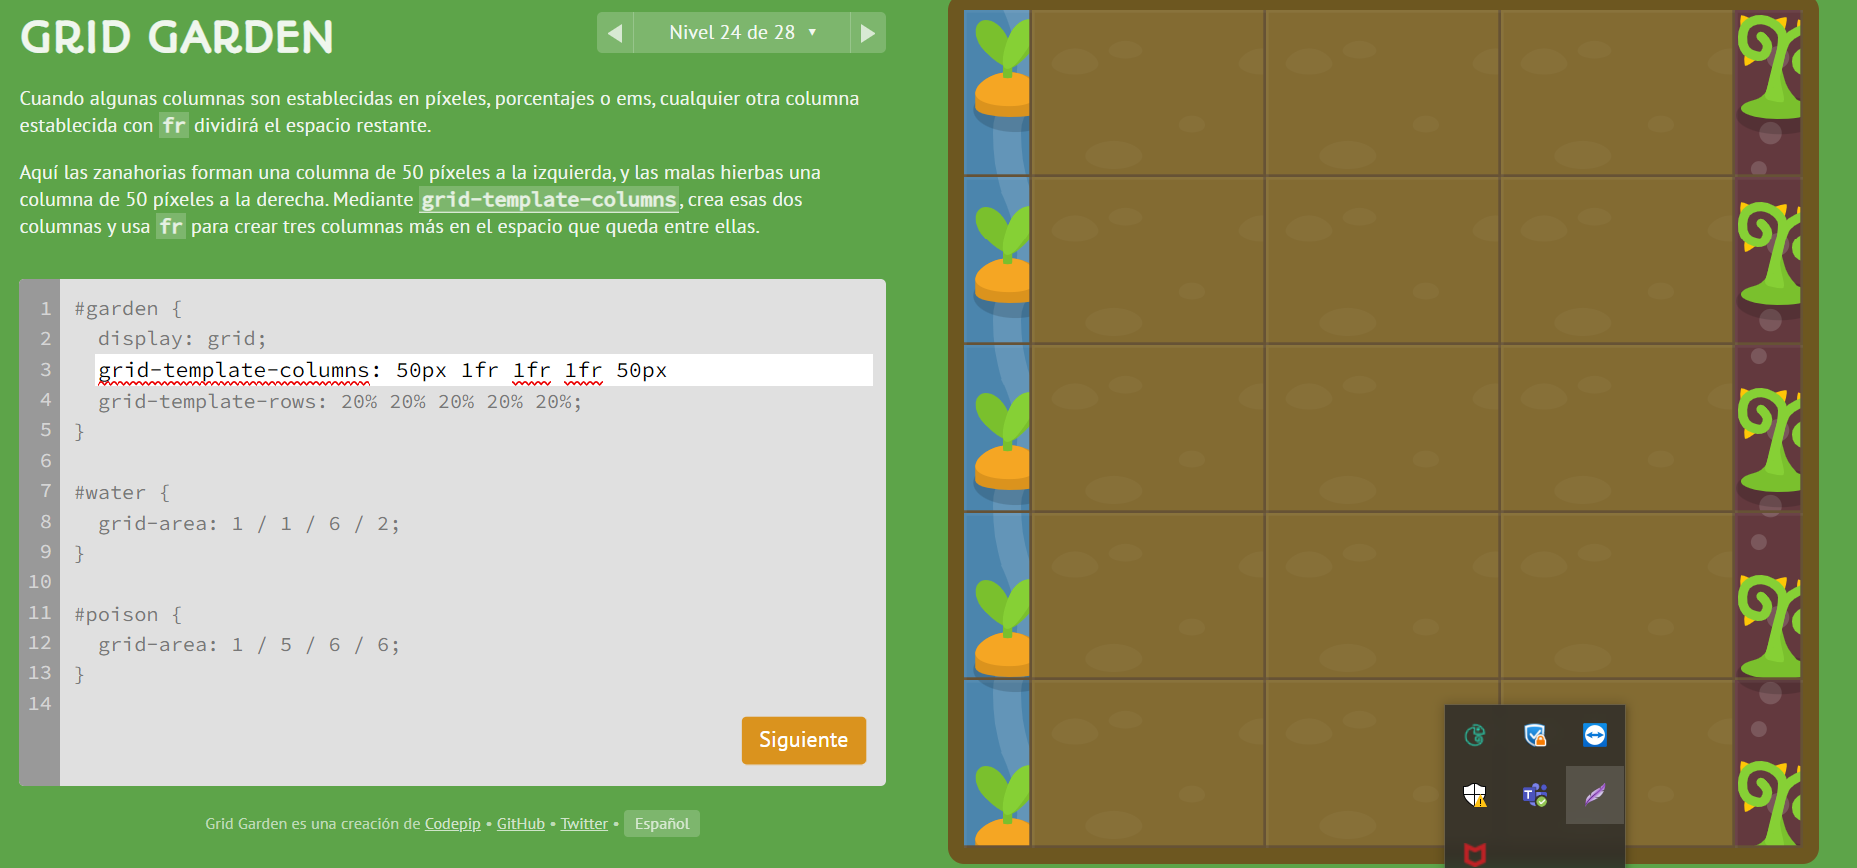 GRID GARDEN
Nivel 24 de 28
Cuando algunas columnas son establecidas en píxeles, porcentajes o ems, cualquier otra columna
establecida con fr dividirá el espacio restante.
Aquí las zanahorias forman una columna de 50 píxeles a la izquierda, y las malas hierbas una
columna de 50 píxeles a la derecha. Mediante grid-template-columns, crea esas dos
columnas y usa fr para crear tres columnas más en el espacio que queda entre ellas.
1 #garden {
2 display: grid;
3 grid-template-columns: 50px 1fr 1fr 1fr 50px
4 grid-template-rows: 20% 20% 20% 20% 20%;
5 }
6
7 #water {
8 grid-area: 1 / 1 / 6 / 2;
9 }
10
11 #poison {
12 grid-area: 1 / 5 / 6 / 6;
13 }
14
Siguiente
Grid Garden es una creación de Codepip • GitHub • Twitter • Español